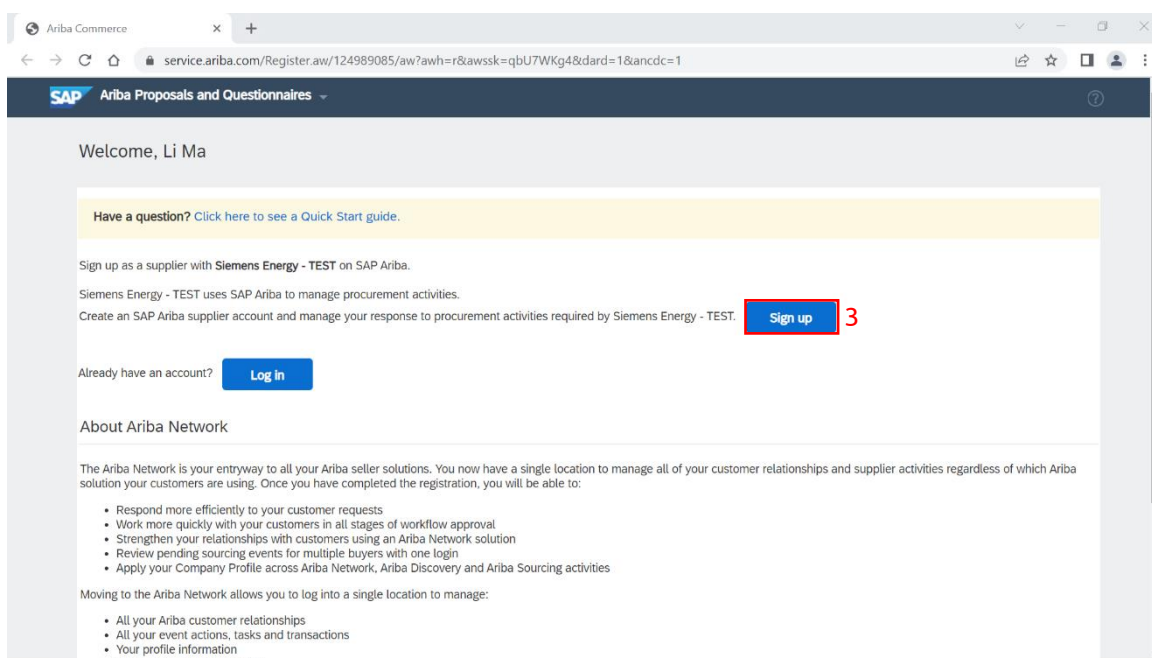 Ariba Commerce
service.ariba.com/Register.aw/124989085/aw?awh=r&awssk=qbU7WKg4&dard=1&ancdc=1
SAP Ariba Proposals and Questionnaires
Welcome, Li Ma
Have a question? Click here to see a Quick Start guide.
Sign up as a supplier with Siemens Energy - TEST on SAP Ariba.
Siemens Energy - TEST uses SAP Ariba to manage procurement activities.
Create an SAP Ariba supplier account and manage your response to procurement activities required by Siemens Energy - TEST. Sign up 3
Already have an account? Log in
About Ariba Network
The Ariba Network is your entryway to all your Ariba seller solutions. You now have a single location to manage all of your customer relationships and supplier activities regardless of which Ariba
solution your customers are using. Once you have completed the registration, you will be able to:
• Respond more efficiently to your customer requests
• Work more quickly with your customers in all stages of workflow approval
• Strengthen your relationships with customers using an Ariba Network solution
• Review pending sourcing events for multiple buyers with one login
• Apply your Company Profile across Ariba Network, Ariba Discovery and Ariba Sourcing activities
Moving to the Ariba Network allows you to log into a single location to manage:
• All your Ariba customer relationships
• All your event actions, tasks and transactions
• Your profile information